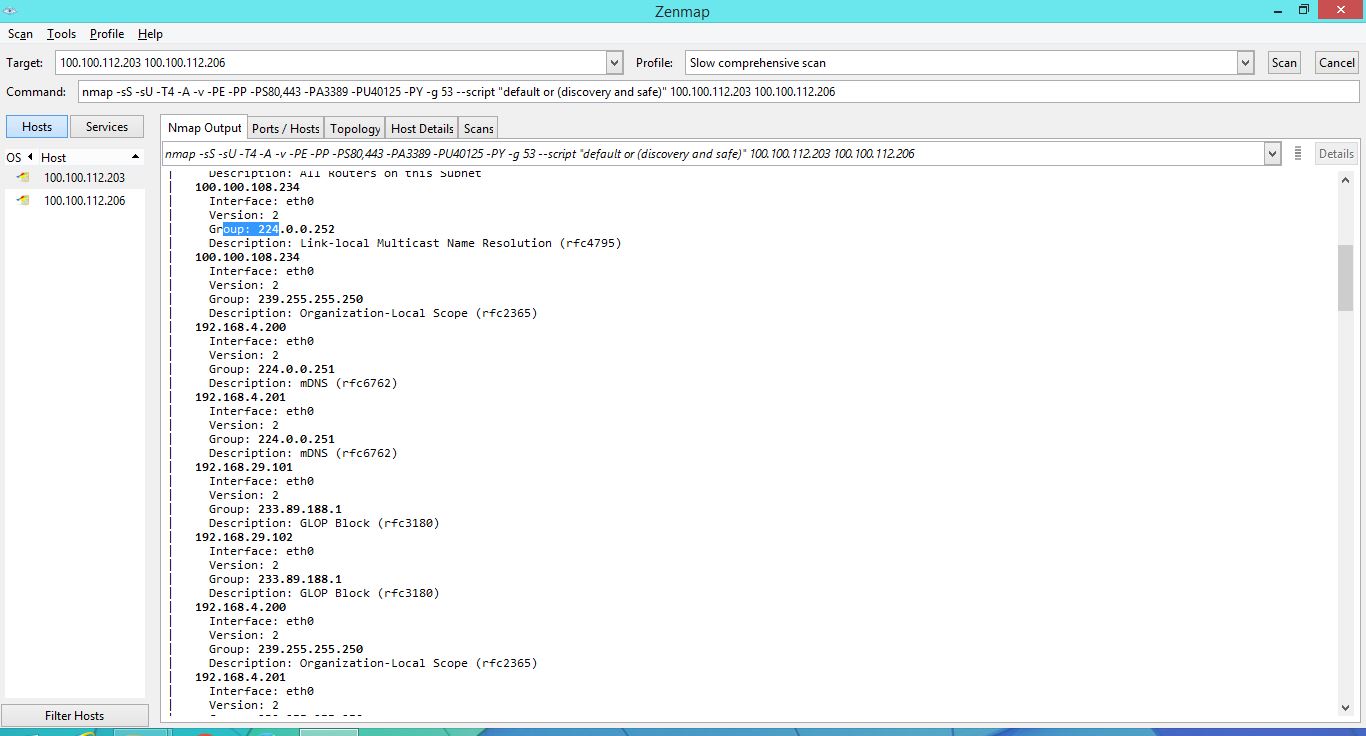 Zenmap
Scan Tools Profile Help
Target: 100.100.112.203 100.100.112.206 Profile: Slow comprehensive scan Scan Cancel
Command: nmap -sS -sU -T4 -A -v -PE -PP -PS80,443 -PA3389 -PU40125 -PY -g 53 --script "default or (discovery and safe)" 100.100.112.203 100.100.112.206
Hosts Services
OS Host
100.100.112.203
100.100.112.206
Filter Hosts
Nmap Output Ports / Hosts Topology Host Details Scans
nmap -sS -sU -T4 -A -v -PE -PP -PS80,443 -PA3389 -PU40125 -PY -g 53 --script "default or (discovery and safe)" 100.100.112.203 100.100.112.206 Details
| Description: All Routers on this Subnet
| 100.100.108.234
| Interface: eth0
| Version: 2
| Group: 224.0.0.252
| Description: Link-local Multicast Name Resolution (rfc4795)
| 100.100.108.234
| Interface: eth0
| Version: 2
| Group: 239.255.255.250
| Description: Organization-Local Scope (rfc2365)
| 192.168.4.200
| Interface: eth0
| Version: 2
| Group: 224.0.0.251
| Description: mDNS (rfc6762)
| 192.168.4.201
| Interface: eth0
| Version: 2
| Group: 224.0.0.251
| Description: mDNS (rfc6762)
| 192.168.29.101
| Interface: eth0
| Version: 2
| Group: 233.89.188.1
| Description: GLOP Block (rfc3180)
| 192.168.29.102
| Interface: eth0
| Version: 2
| Group: 233.89.188.1
| Description: GLOP Block (rfc3180)
| 192.168.4.200
| Interface: eth0
| Version: 2
| Group: 239.255.255.250
| Description: Organization-Local Scope (rfc2365)
| 192.168.4.201
| Interface: eth0
| Version: 2